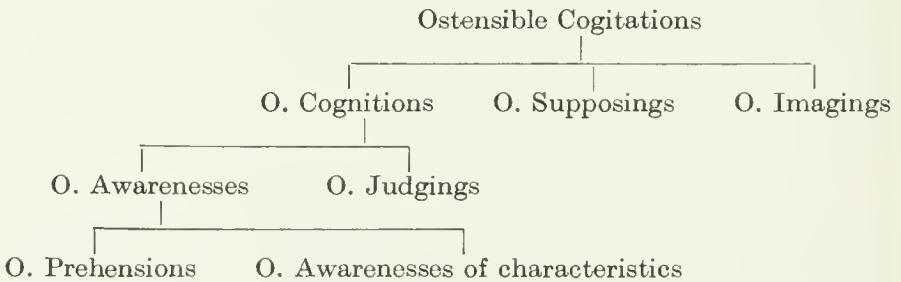 Ostensible Cogitations
O. Cognitions O. Supposings O. Imagings
O. Awarenesses O. Judgings
O. Prehensions O. Awarenesses of characteristics